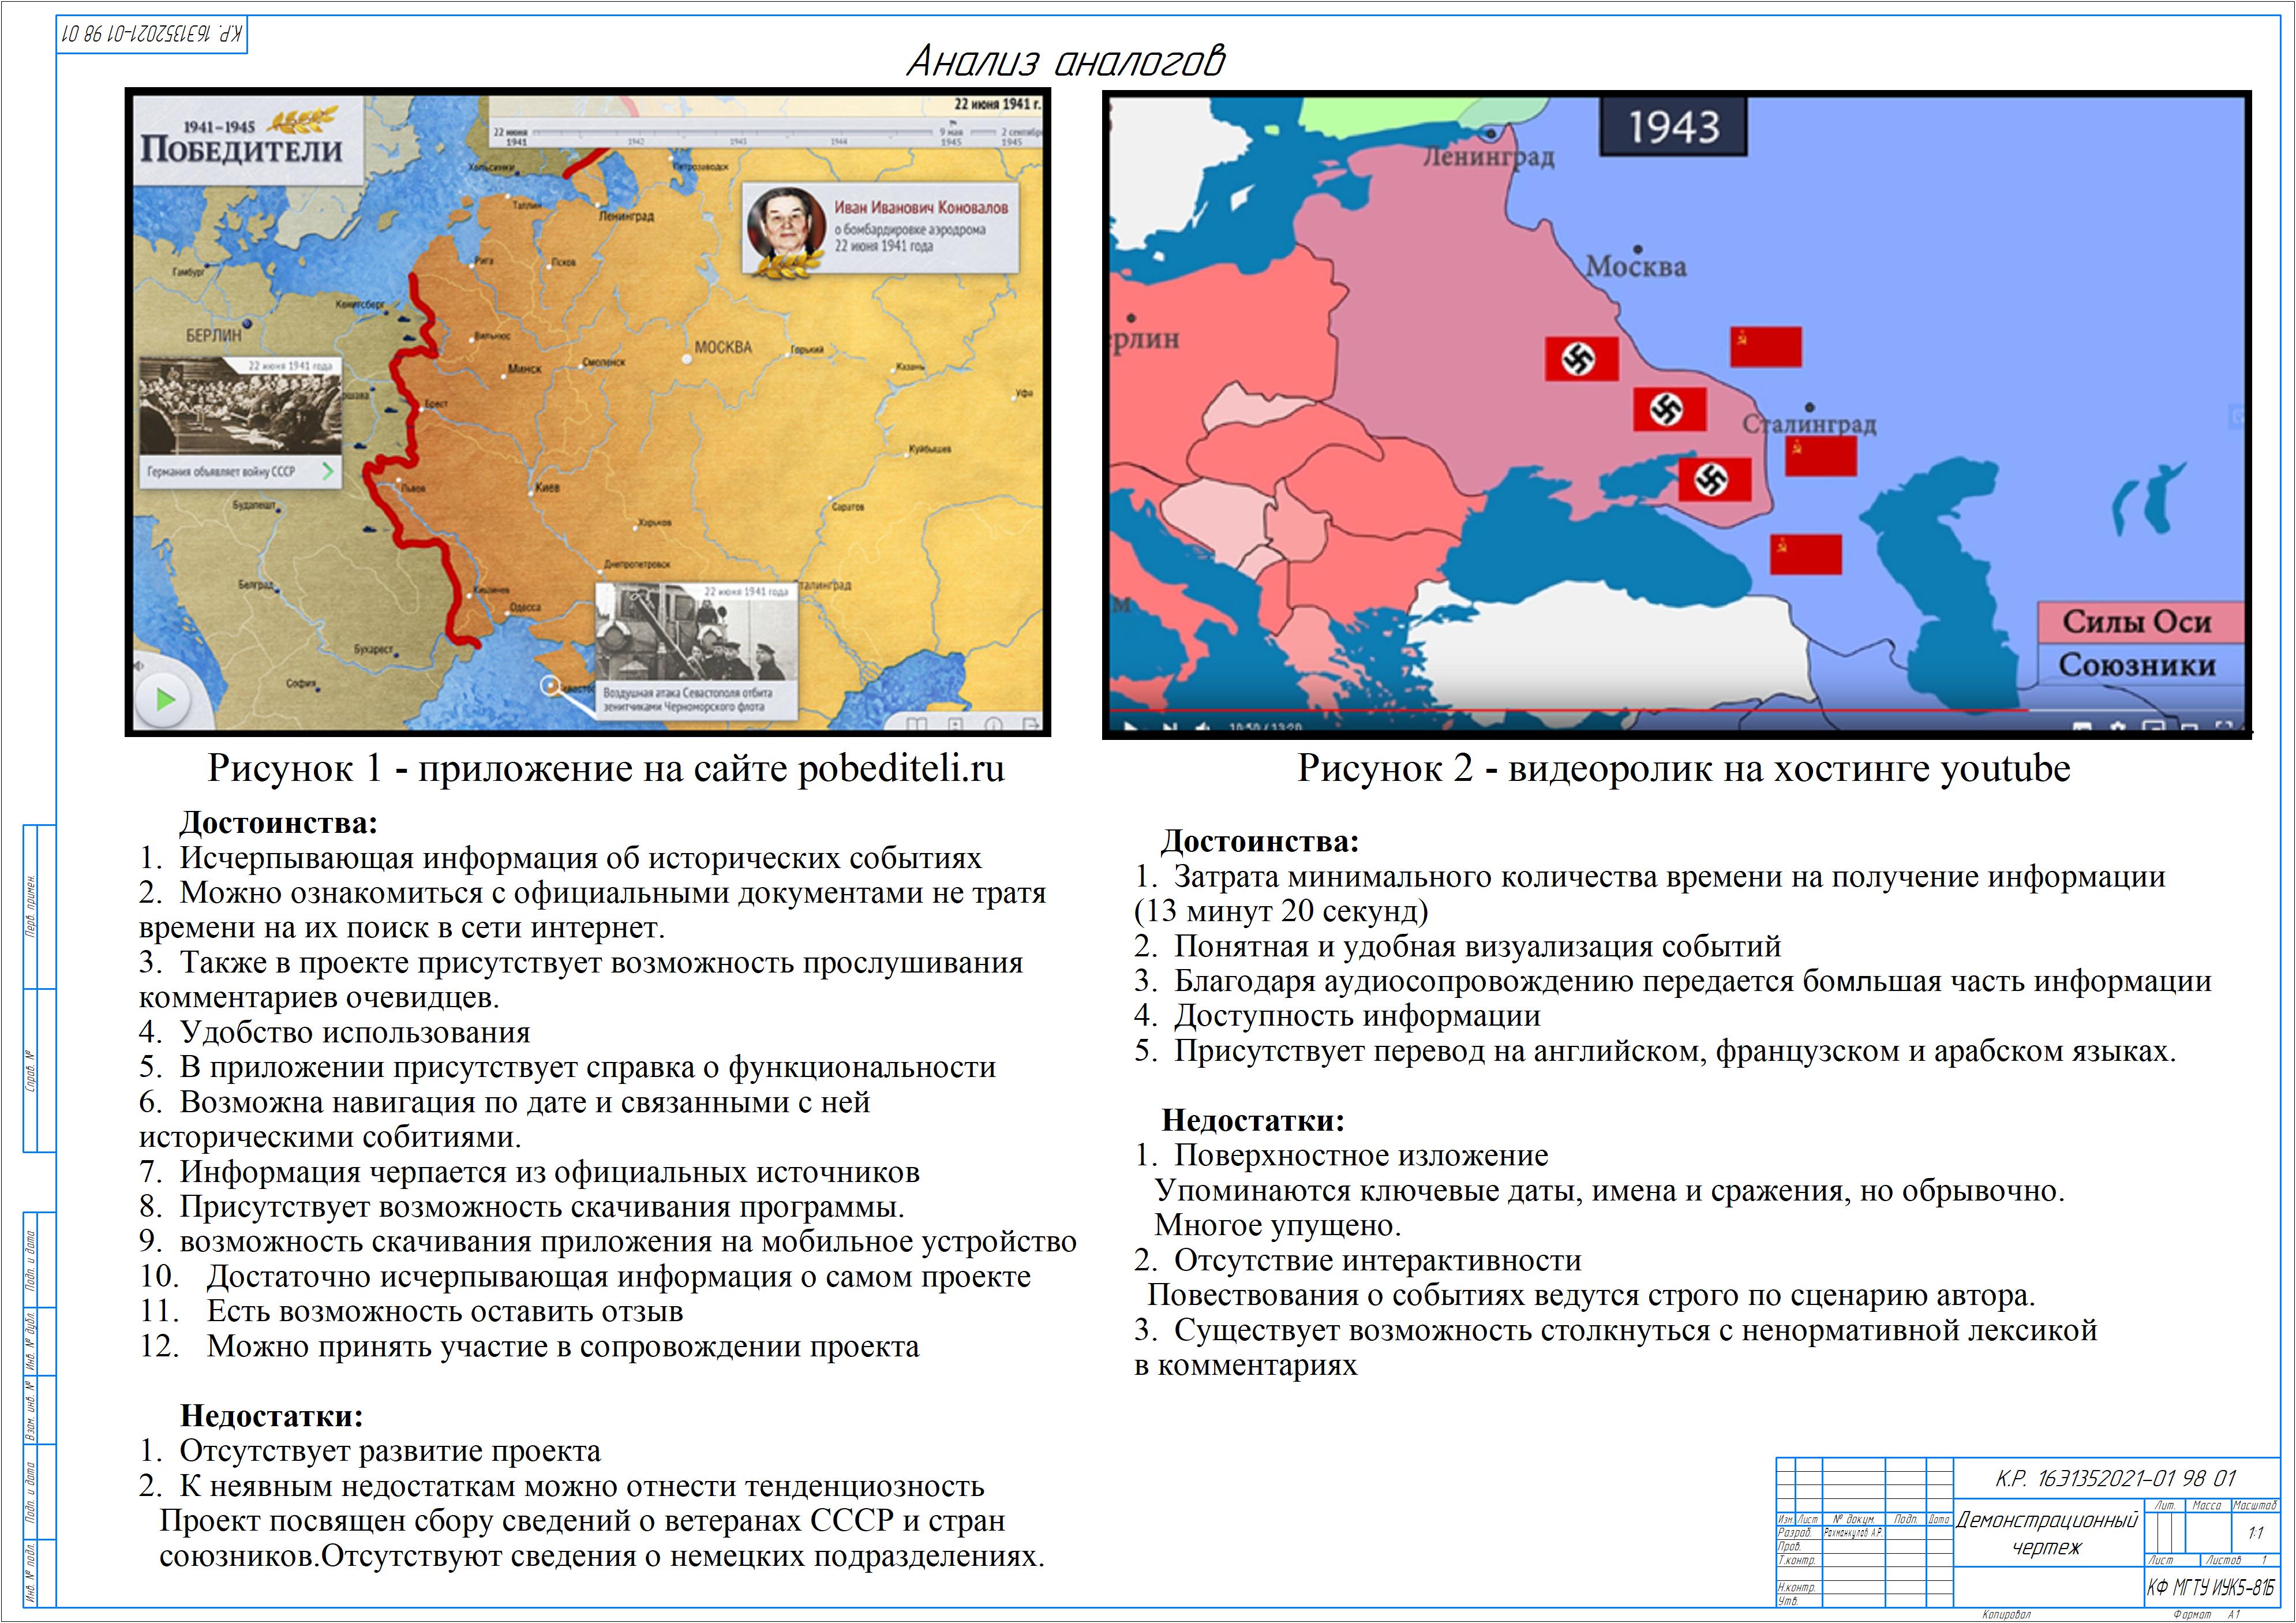 К.Р. 16Э1352021-01 98 01
Анализ аналогов
1941–1945
ПОБЕДИТЕЛИ
22 июня 1941 г.
22 июня
1941
1942
1943
1944
9 мая
1945
2 сентябр
1945
Хельсинки
Петрозаводск
Таллин
Ленинград
Иван Иванович Коновалов
о бомбардировке аэродрома
22 июня 1941 года
Рига
Псков
Гамбург
Кенигсберг
БЕРЛИН
Вильнюс
МОСКВА
Горький
Минск
Смоленск
Казань
22 июня 1941 года
Уфа
ршава
Брест
Куйбышев
Германия объявляет войну СССР
Львов
Киев
Будапешт
Саратов
Харьков
Днепропетровск
Белград
Кишинев
22 июня 1941 года
талинград
Одесса
Бухарест
София
Воздушная атака Севастополя отбита
зенитчиками Черноморского флота
1943
Ленинград
Москва
ерлин
Сталинград
м
Силы Оси
Союзники
10:50 / 13:20
Рисунок 1 - приложение на сайте pobediteli.ru
Рисунок 2 - видеоролик на хостинге youtube
Достоинства:
1. Исчерпывающая информация об исторических событиях
2. Можно ознакомиться с официальными документами не тратя
времени на их поиск в сети интернет.
3. Также в проекте присутствует возможность прослушивания
комментариев очевидцев.
4. Удобство использования
5. В приложении присутствует справка о функциональности
6. Возможна навигация по дате и связанными с ней
историческими собитиями.
7. Информация черпается из официальных источников
8. Присутствует возможность скачивания программы.
9. возможность скачивания приложения на мобильное устройство
10. Достаточно исчерпывающая информация о самом проекте
11. Есть возможность оставить отзыв
12. Можно принять участие в сопровождении проекта
Недостатки:
1. Отсутствует развитие проекта
2. К неявным недостаткам можно отнести тенденциозность
Проект посвящен сбору сведений о ветеранах СССР и стран
союзников.Отсутствуют сведения о немецких подразделениях.
Достоинства:
1. Затрата минимального количества времени на получение информации
(13 минут 20 секунд)
2. Понятная и удобная визуализация событий
3. Благодаря аудиосопровождению передается бомльшая часть информации
4. Доступность информации
5. Присутствует перевод на английском, французском и арабском языках.
Недостатки:
1. Поверхностное изложение
Упоминаются ключевые даты, имена и сражения, но обрывочно.
Многое упущено.
2. Отсутствие интерактивности
Повествования о событиях ведутся строго по сценарию автора.
3. Существует возможность столкнуться с ненормативной лексикой
в комментариях
Перв. примен.
Справ. №
Подп. и дата
Инв. № дубл.
Взам. инв. №
Подп. и дата
Инв. № подл.
К.Р. 16Э1352021-01 98 01
Изм. Лист № докум. Подп. Дата
Разраб. Рахманкулов А.Р.
Пров.
Т.контр.
Н.контр.
Утв.
Демонстрационный
чертеж
Лит. Масса Масштаб
1:1
Лист Листов 1
КФ МГТУ ИУК5-81Б
Копировал Формат А1